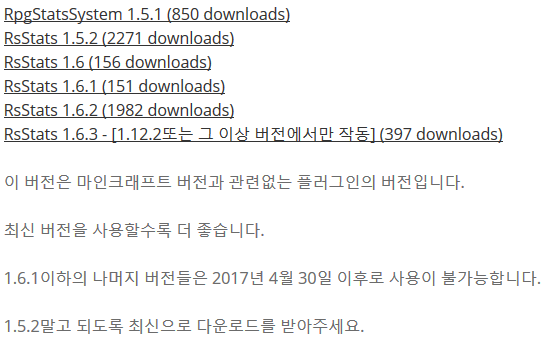 RpgStatsSystem 1.5.1 (850 downloads)
RsStats 1.5.2 (2271 downloads)
RsStats 1.6 (156 downloads)
RsStats 1.6.1 (151 downloads)
RsStats 1.6.2 (1982 downloads)
RsStats 1.6.3 - [1.12.2또는 그 이상 버전에서만 작동] (397 downloads)
이 버전은 마인크래프트 버전과 관련없는 플러그인의 버전입니다.
최신 버전을 사용할수록 더 좋습니다.
1.6.1이하의 나머지 버전들은 2017년 4월 30일 이후로 사용이 불가능합니다.
1.5.2말고 되도록 최신으로 다운로드를 받아주세요.